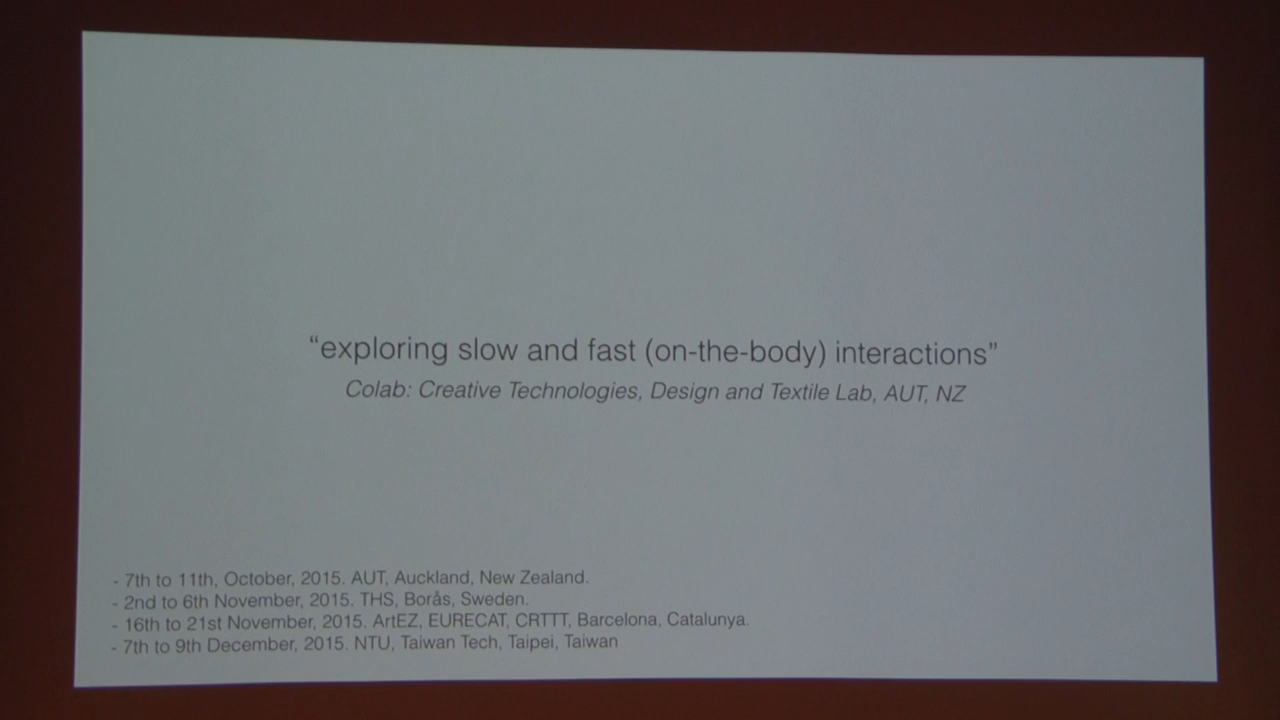 “exploring slow and fast (on-the-body) interactions”
Colab: Creative Technologies, Design and Textile Lab, AUT, NZ
- 7th to 11th, October, 2015. AUT, Auckland, New Zealand.
- 2nd to 6th November, 2015. THS, Borås, Sweden.
- 16th to 21st November, 2015. ArtEZ, EURECAT, CRTTT, Barcelona, Catalunya.
- 7th to 9th December, 2015. NTU, Taiwan Tech, Taipei, Taiwan